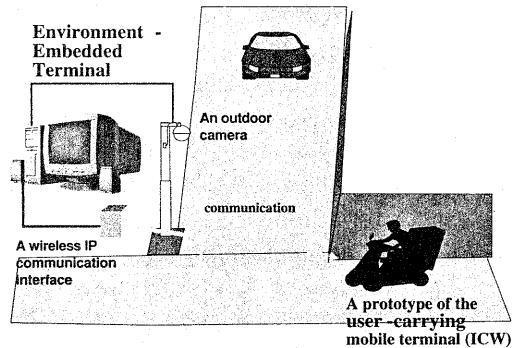 Environment -
Embedded
Terminal
An outdoor
camera
communication
A wireless IP
communication
interface
A prototype of the
user -carrying
mobile terminal (ICW)